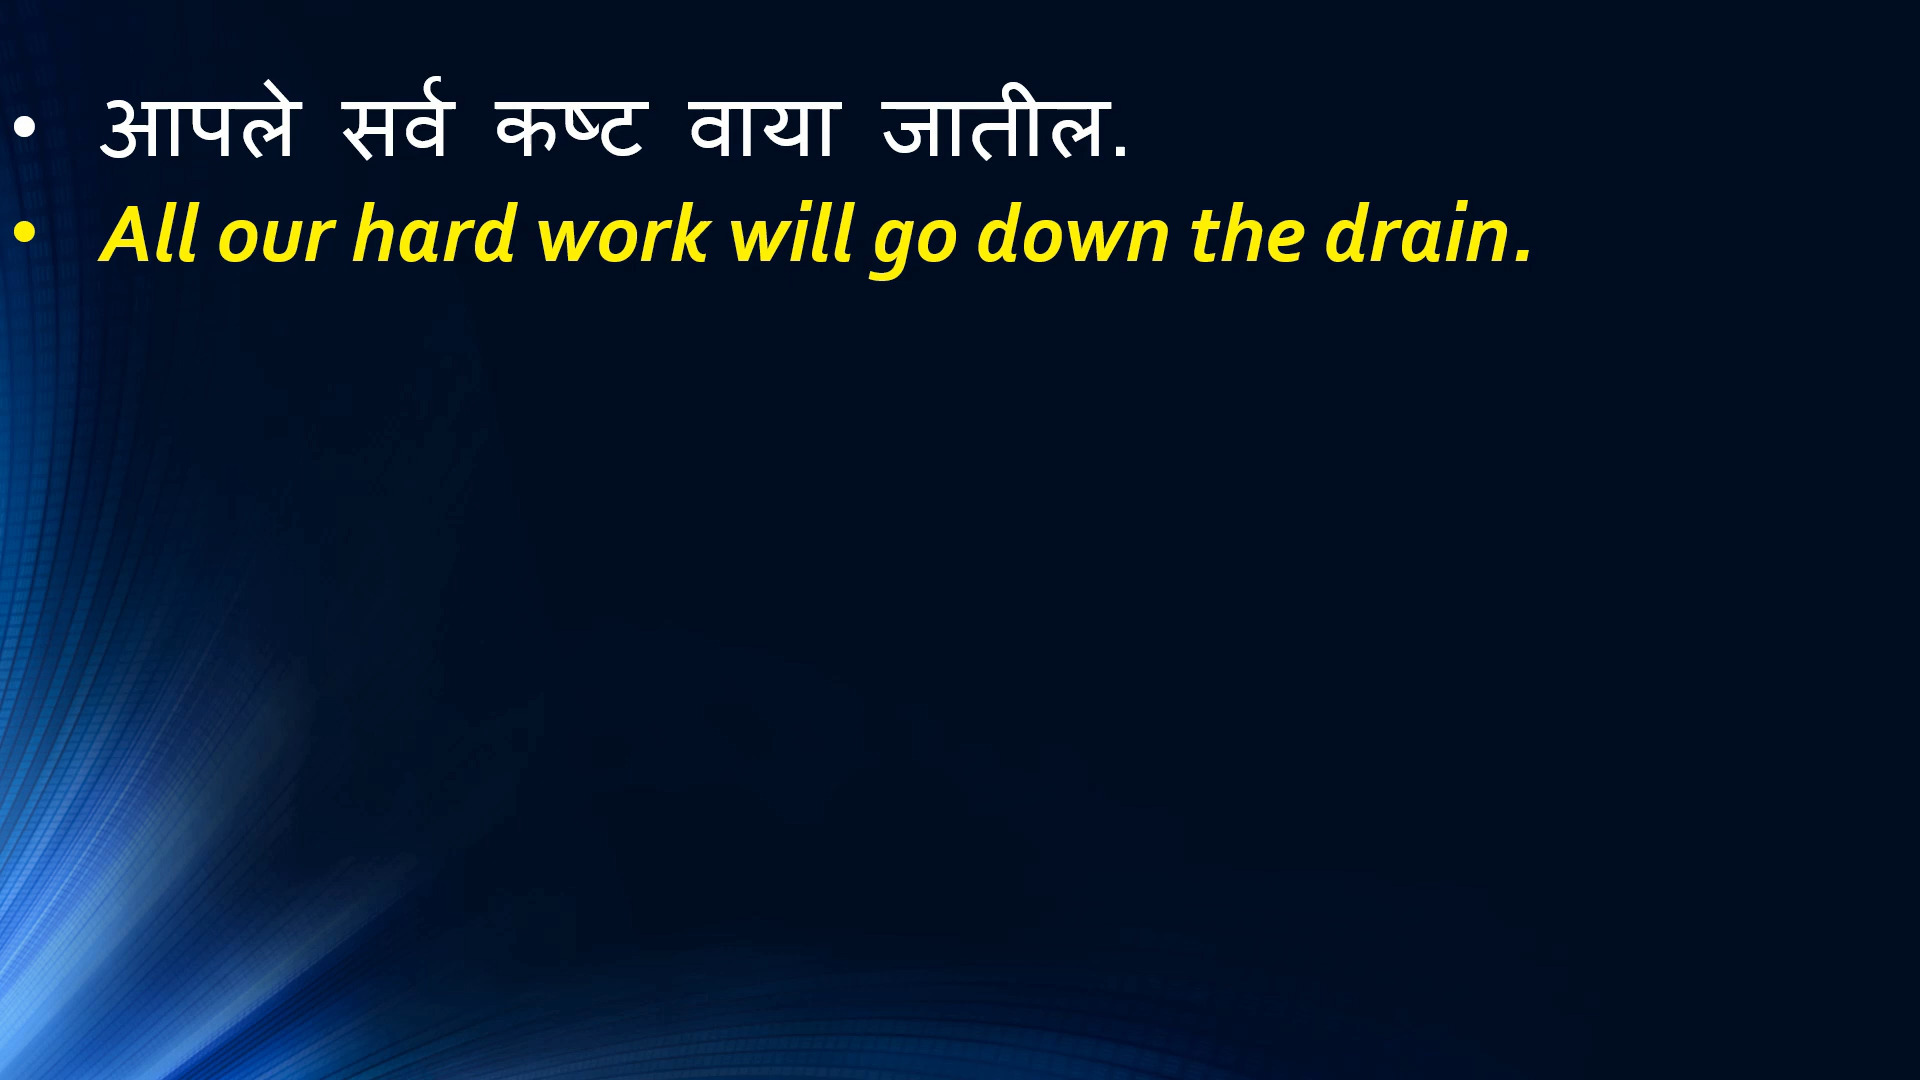 • आपले सर्व कष्ट वाया जातील.
• All our hard work will go down the drain.